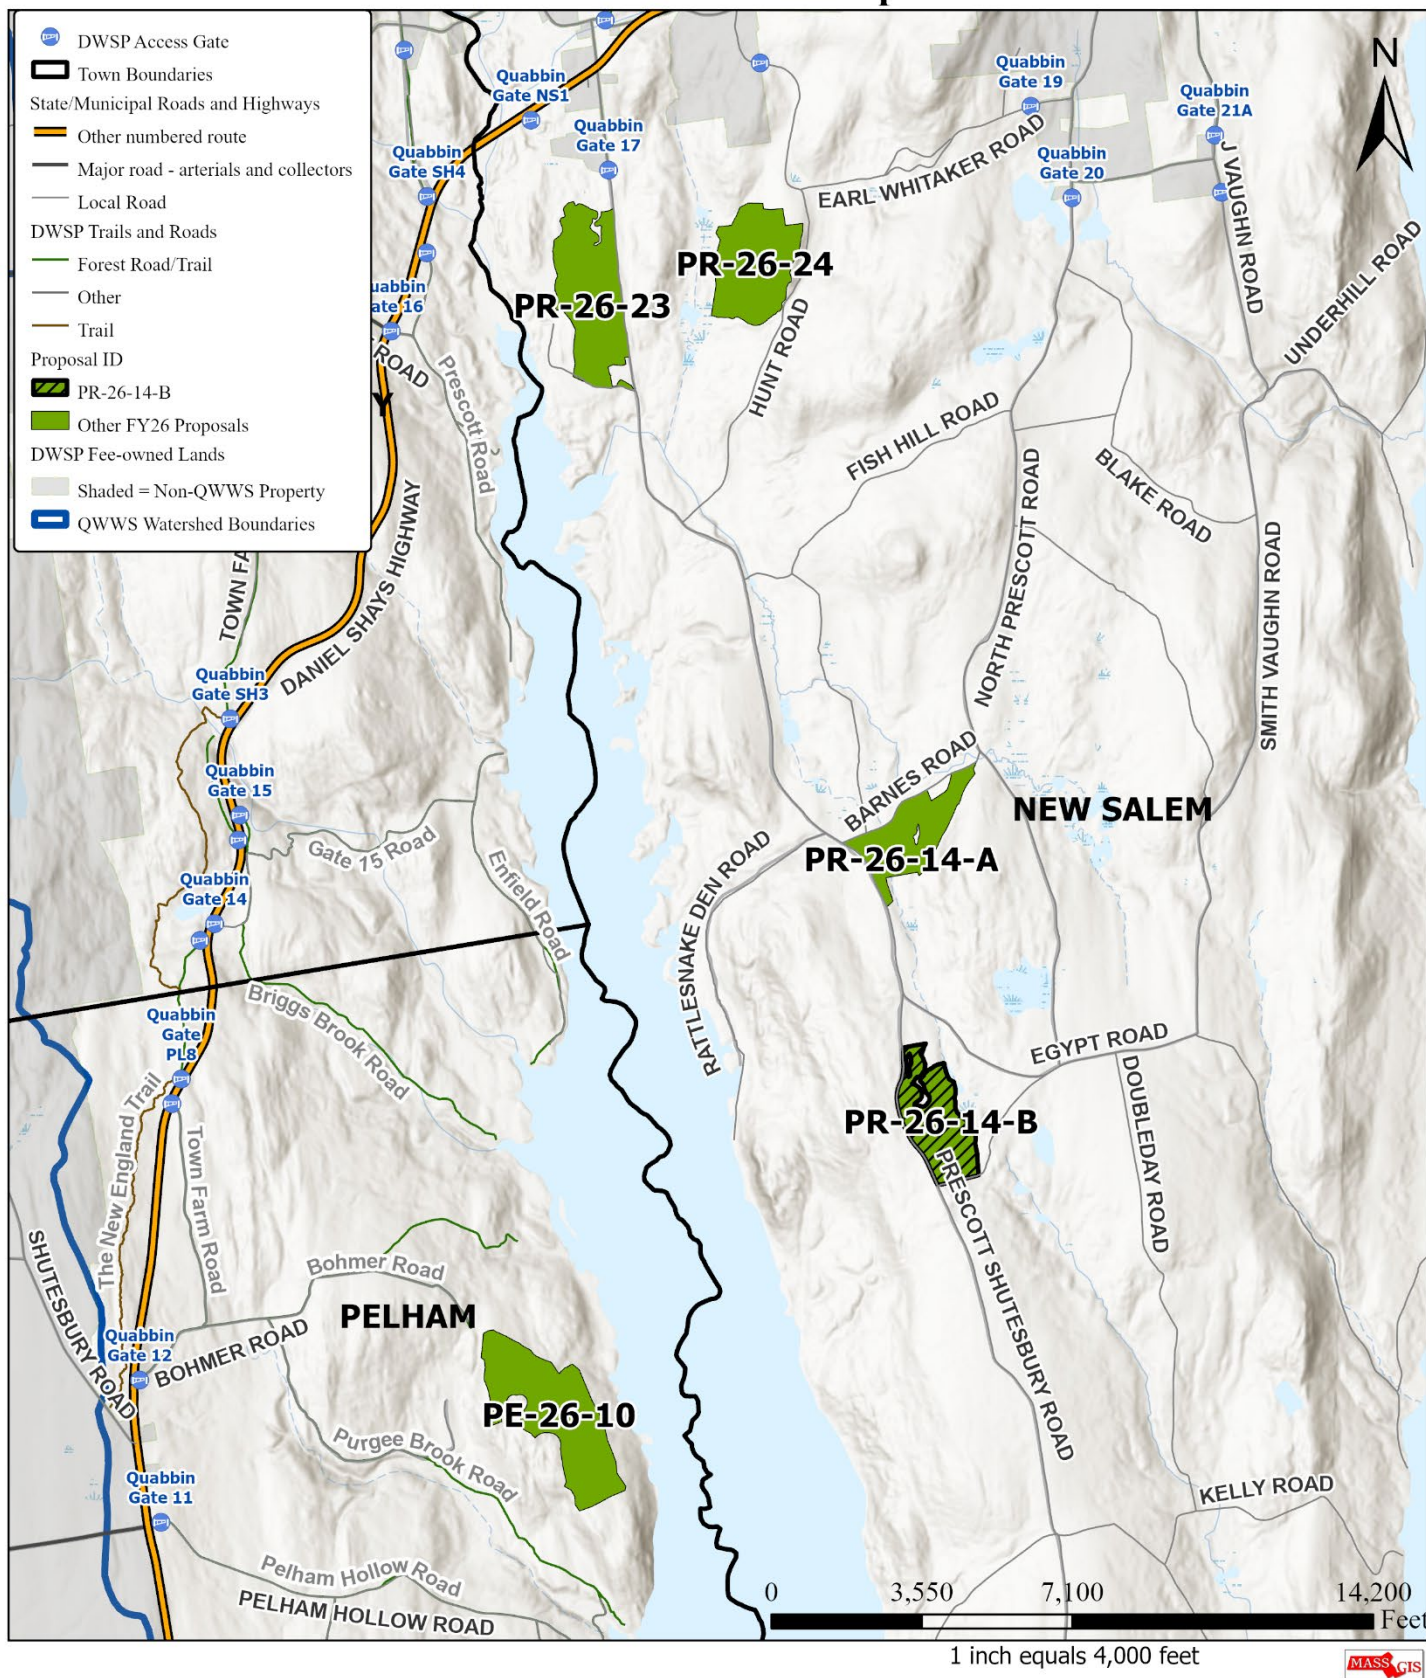 DWSP Access Gate
Town Boundaries
State/Municipal Roads and Highways
Other numbered route
Major road - arterials and collectors
Local Road
DWSP Trails and Roads
Forest Road/Trail
Other
Trail
Proposal ID
PR-26-14-B
Other FY26 Proposals
DWSP Fee-owned Lands
Shaded = Non-QWWS Property
QWWS Watershed Boundaries
N
Quabbin
Gate NS1
Quabbin
Gate 17
Quabbin
Gate 19
Quabbin
Gate 21A
Quabbin
Gate SH4
Quabbin
Gate 20
EARL WHITAKER ROAD
J VAUGHN ROAD
UNDERHILL ROAD
PR-26-24
PR-26-23
uabbin
ate 16
ROAD
Y
Prescott Road
HUNT ROAD
FISH HILL ROAD
BLAKE ROAD
NORTH PRESCOTT ROAD
SMITH VAUGHN ROAD
TOWN FA
DANIEL SHAYS HIGHWAY
Quabbin
Gate SH3
Quabbin
Gate 15
Gate 15 Road
Enfield Road
BARNES ROAD
NEW SALEM
PR-26-14-A
RATTLESNAKE DEN ROAD
Quabbin
Gate 14
Briggs Brook Road
Quabbin
Gate
PL8
EGYPT ROAD
DOUBLEDAY ROAD
PR-26-14-B
PRESCOTT SHUTESBURY ROAD
The New England Trail
Town Farm Road
SHUTESBURY ROAD
Bohmer Road
PELHAM
Quabbin
Gate 12
BOHMER ROAD
PE-26-10
Purgee Brook Road
Quabbin
Gate 11
KELLY ROAD
Pelham Hollow Road
PELHAM HOLLOW ROAD
0 3,550 7,100 14,200
Feet
1 inch equals 4,000 feet
MASS GIS